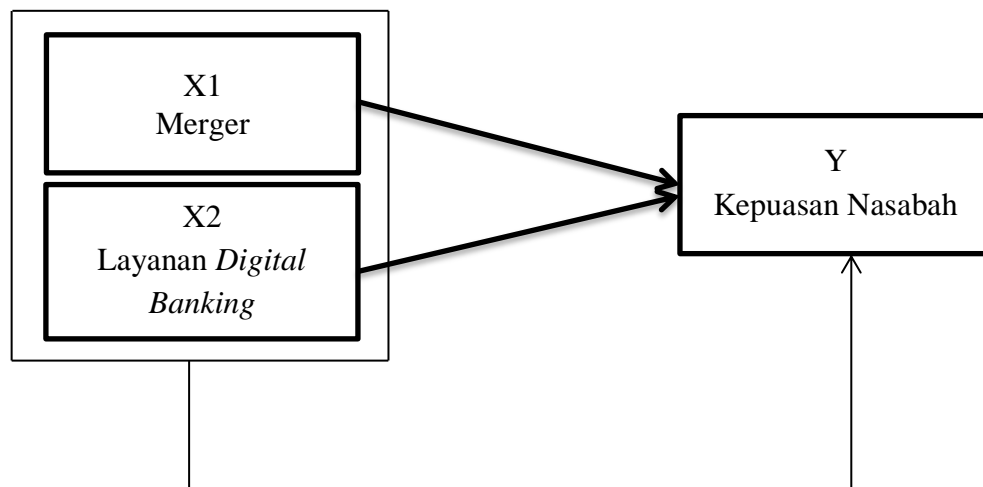 X1
Merger
X2
Layanan Digital
Banking
Y
Kepuasan Nasabah